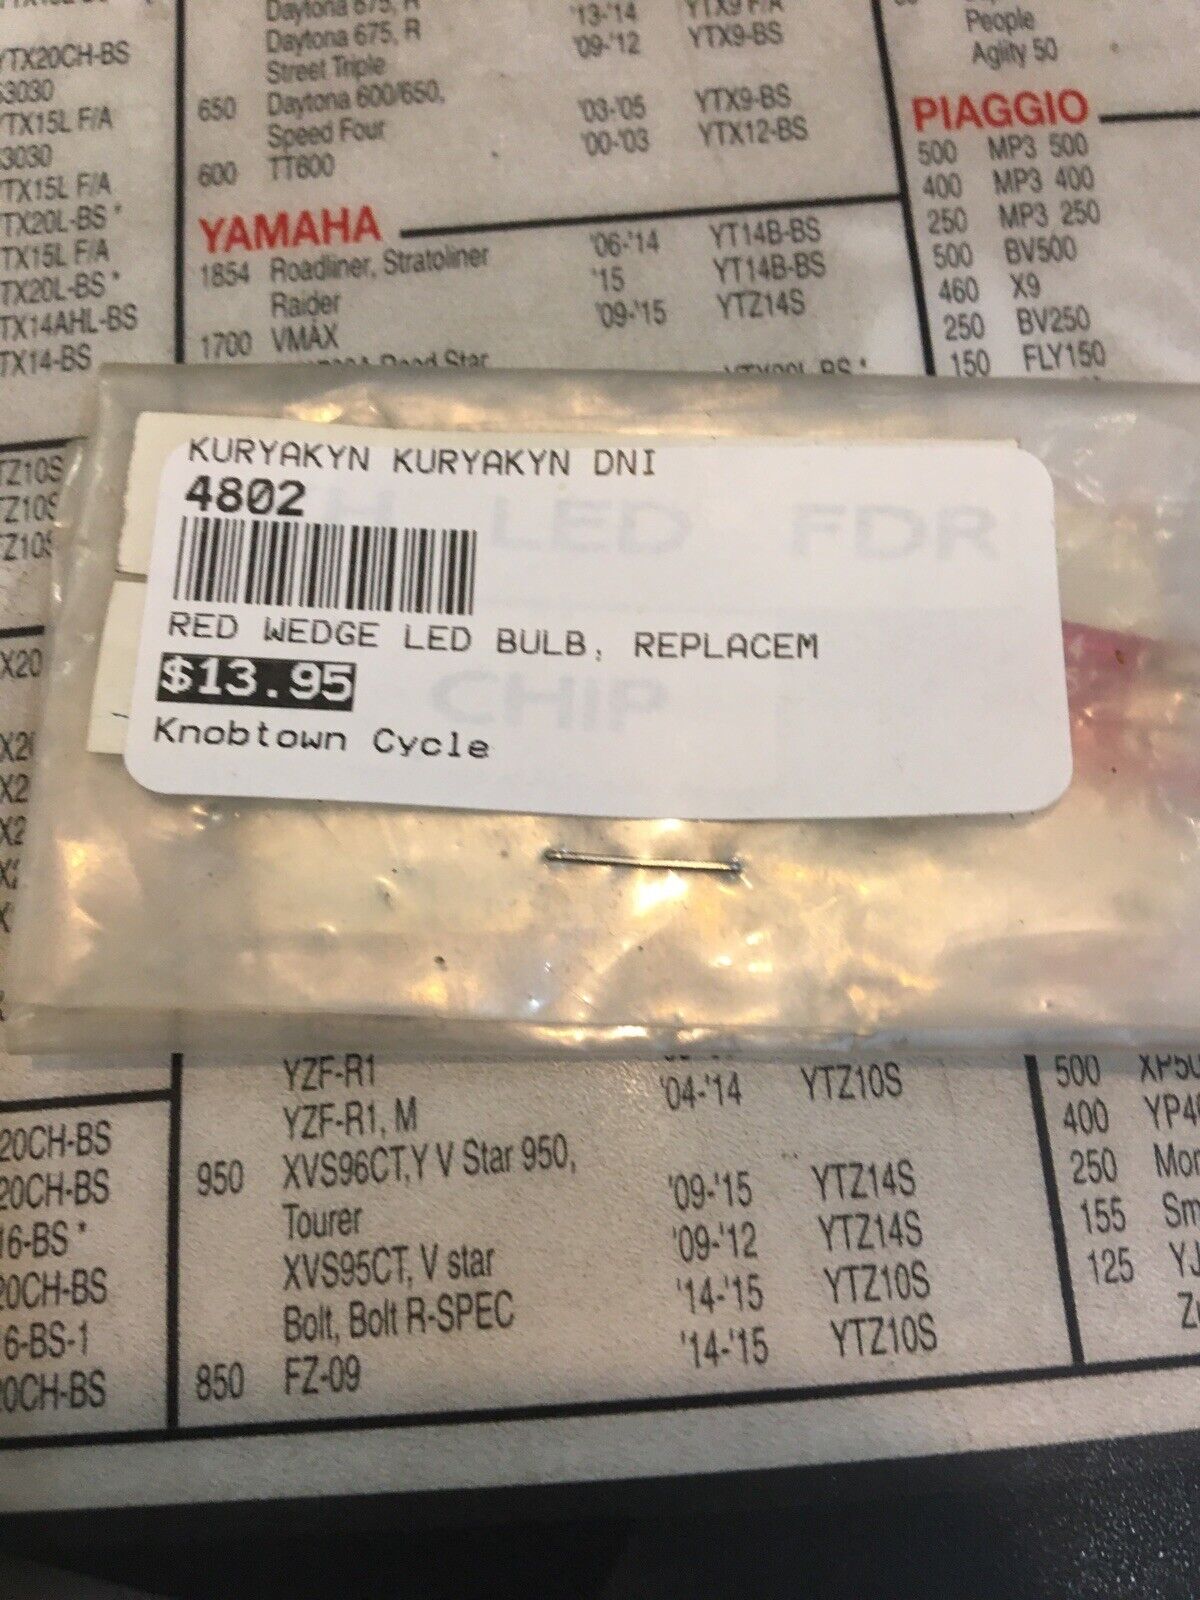 YTX20CH-BS
YTX15L F/A
YTX15L F/A
YTX20L-BS *
YTX15L F/A
YTX20L-BS *
YTX14AHL-BS
YTX14-BS
Daytona 675, R
Daytona 675, R '13-'14 YTX9 F/A
Street Triple '09-'12 YTX9-BS
650 Daytona 600/650,
Speed Four '03-'05 YTX9-BS
600 TT600 '00-'03 YTX12-BS
YAMAHA
1854 Roadliner, Stratoliner '06-'14 YT14B-BS
Raider '15 YT14B-BS
1700 VMAX '09-'15 YTZ14S
Road Star
People
Agility 50
PIAGGIO
500 MP3 500
400 MP3 400
250 MP3 250
500 BV500
460 X9
250 BV250
150 FLY150
KURYAKYN KURYAKYN DNI
4802
LED FDR
RED WEDGE LED BULB, REPLACEM
$13.95
CHIP
Knobtown Cycle
20CH-BS
20CH-BS
16-BS *
20CH-BS
16-BS-1
20CH-BS
YZF-R1
YZF-R1, M '04-'14 YTZ10S
950 XVS96CT,Y V Star 950,
Tourer '09-'15 YTZ14S
XVS95CT, V star '09-'12 YTZ14S
Bolt, Bolt R-SPEC '14-'15 YTZ10S
850 FZ-09 '14-'15 YTZ10S
500
400
250
155
125